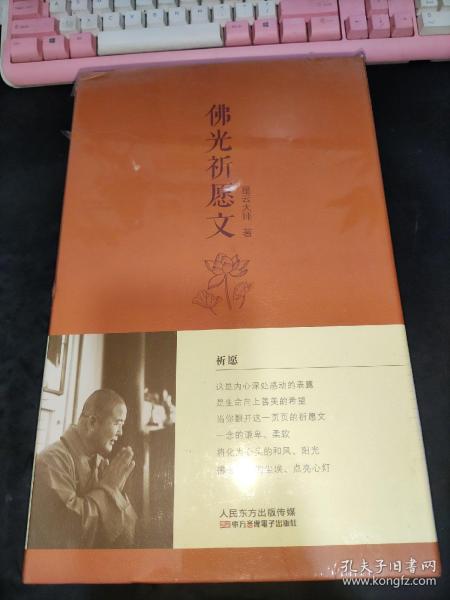 佛光祈愿文
星云大师 著
祈愿
这是内心深处感动的表露
是生命向上善美的希望
当你翻开这一页页的祈愿文
一念的谦卑、柔软
将化为心头的和风、阳光
拂 尘埃、点亮心灯
人民东方出版传媒
东方音像電子出版社
孔夫子旧书网
www.kongfz.com